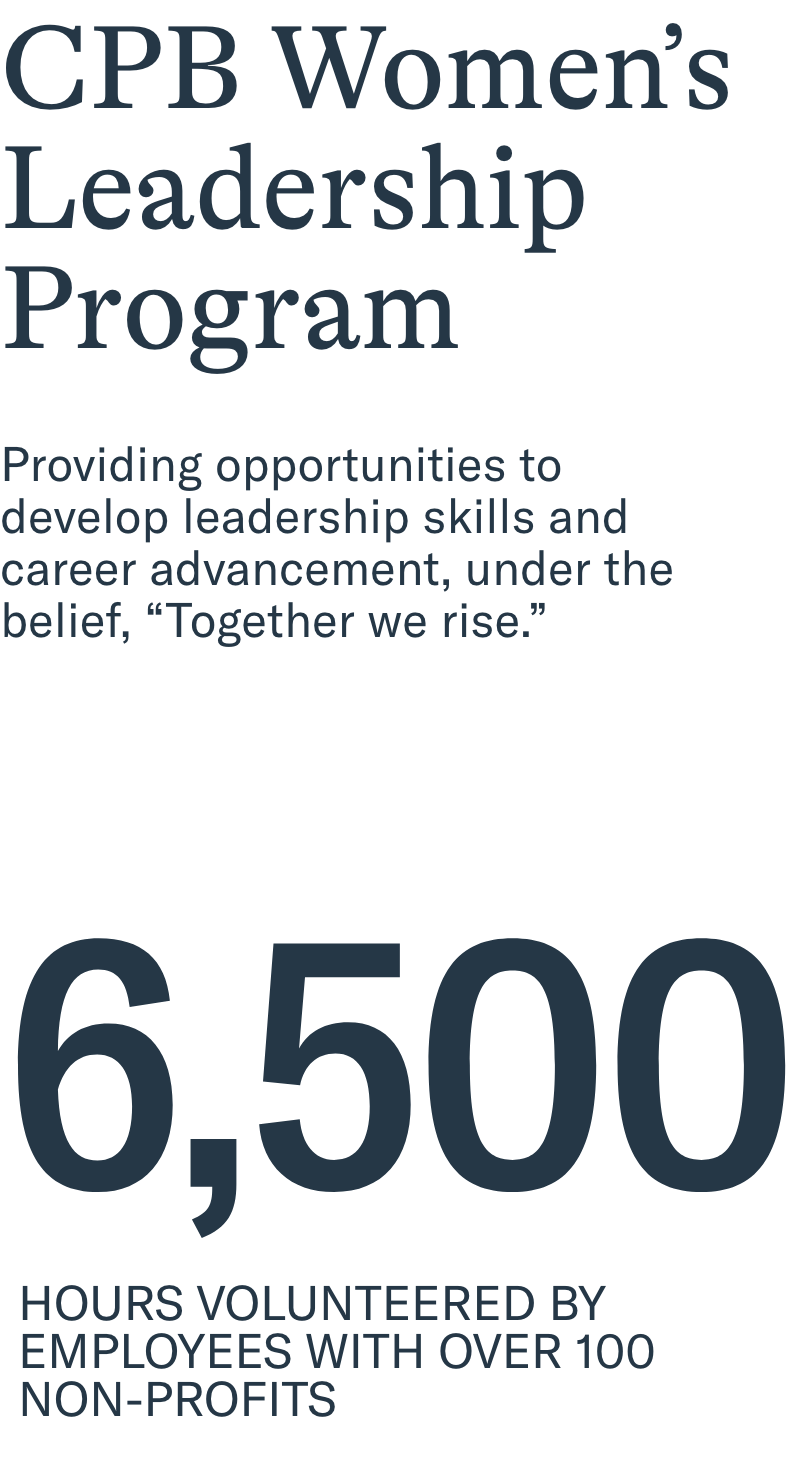 CPB Women’s
Leadership
Program
Providing opportunities to
develop leadership skills and
career advancement, under the
belief, “Together we rise.”
6,500
HOURS VOLUNTEERED BY
EMPLOYEES WITH OVER 100
NON-PROFITS